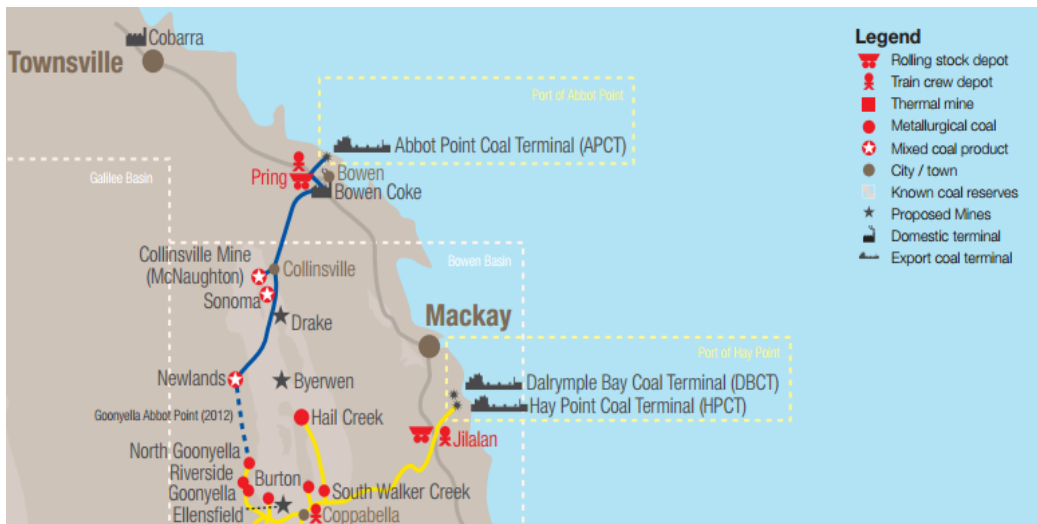 Cobarra
Townsville
Port of Abbot Point
Abbot Point Coal Terminal (APCT)
Galilee Basin
Pring
Bowen
Bowen Coke
Bowen Basin
Collinsville Mine
(McNaughton)
Collinsville
Sonoma
Drake
Mackay
Port of Hay Point
Newlands
Byerwen
Dalrymple Bay Coal Terminal (DBCT)
Hay Point Coal Terminal (HPCT)
Goonyella Abbot Point (2012)
Hail Creek
Jilalan
North Goonyella
Riverside
Burton
Goonyella
South Walker Creek
Ellensfield
Coppabella
Legend
Rolling stock depot
Train crew depot
Thermal mine
Metallurgical coal
Mixed coal product
City / town
Known coal reserves
Proposed Mines
Domestic terminal
Export coal terminal